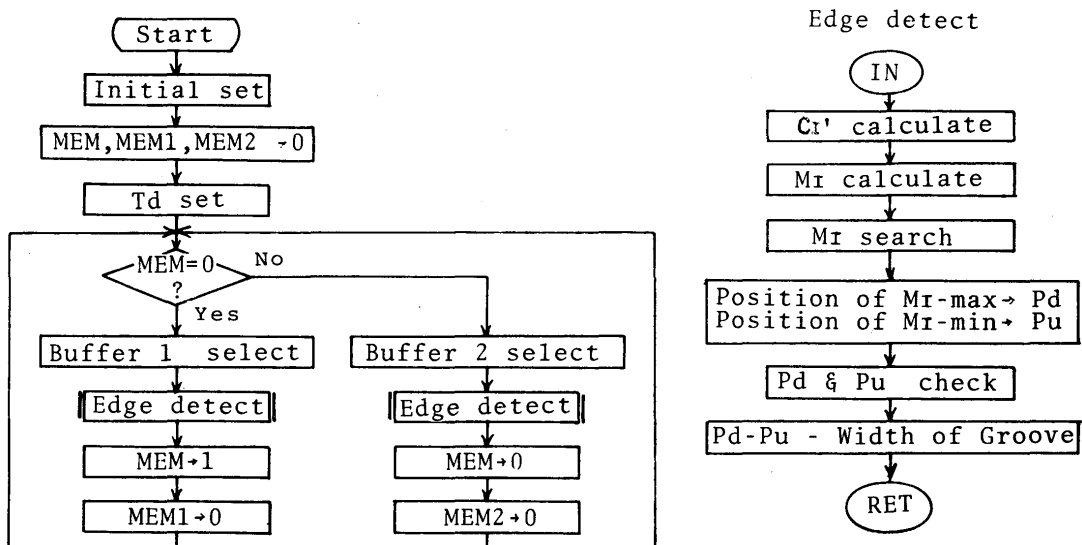 Start
Initial set
MEM,MEM1,MEM2 →0
Td set
MEM=0
?
No
Yes
Buffer 1 select
Edge detect
MEM→1
MEM1→0
Buffer 2 select
Edge detect
MEM→0
MEM2→0
Edge detect
IN
CI' calculate
MI calculate
MI search
Position of MI-max→ Pd
Position of MI-min→ Pu
Pd & Pu check
Pd-Pu - Width of Groove
RET